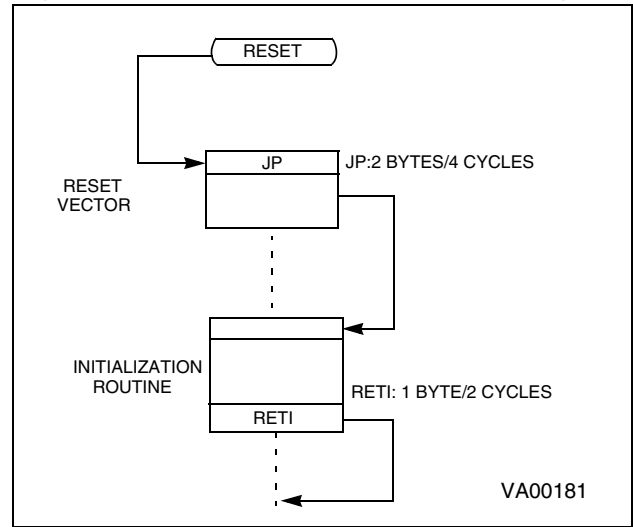 RESET
JP
JP:2 BYTES/4 CYCLES
RESET
VECTOR
INITIALIZATION
ROUTINE
RETI: 1 BYTE/2 CYCLES
RETI
VA00181